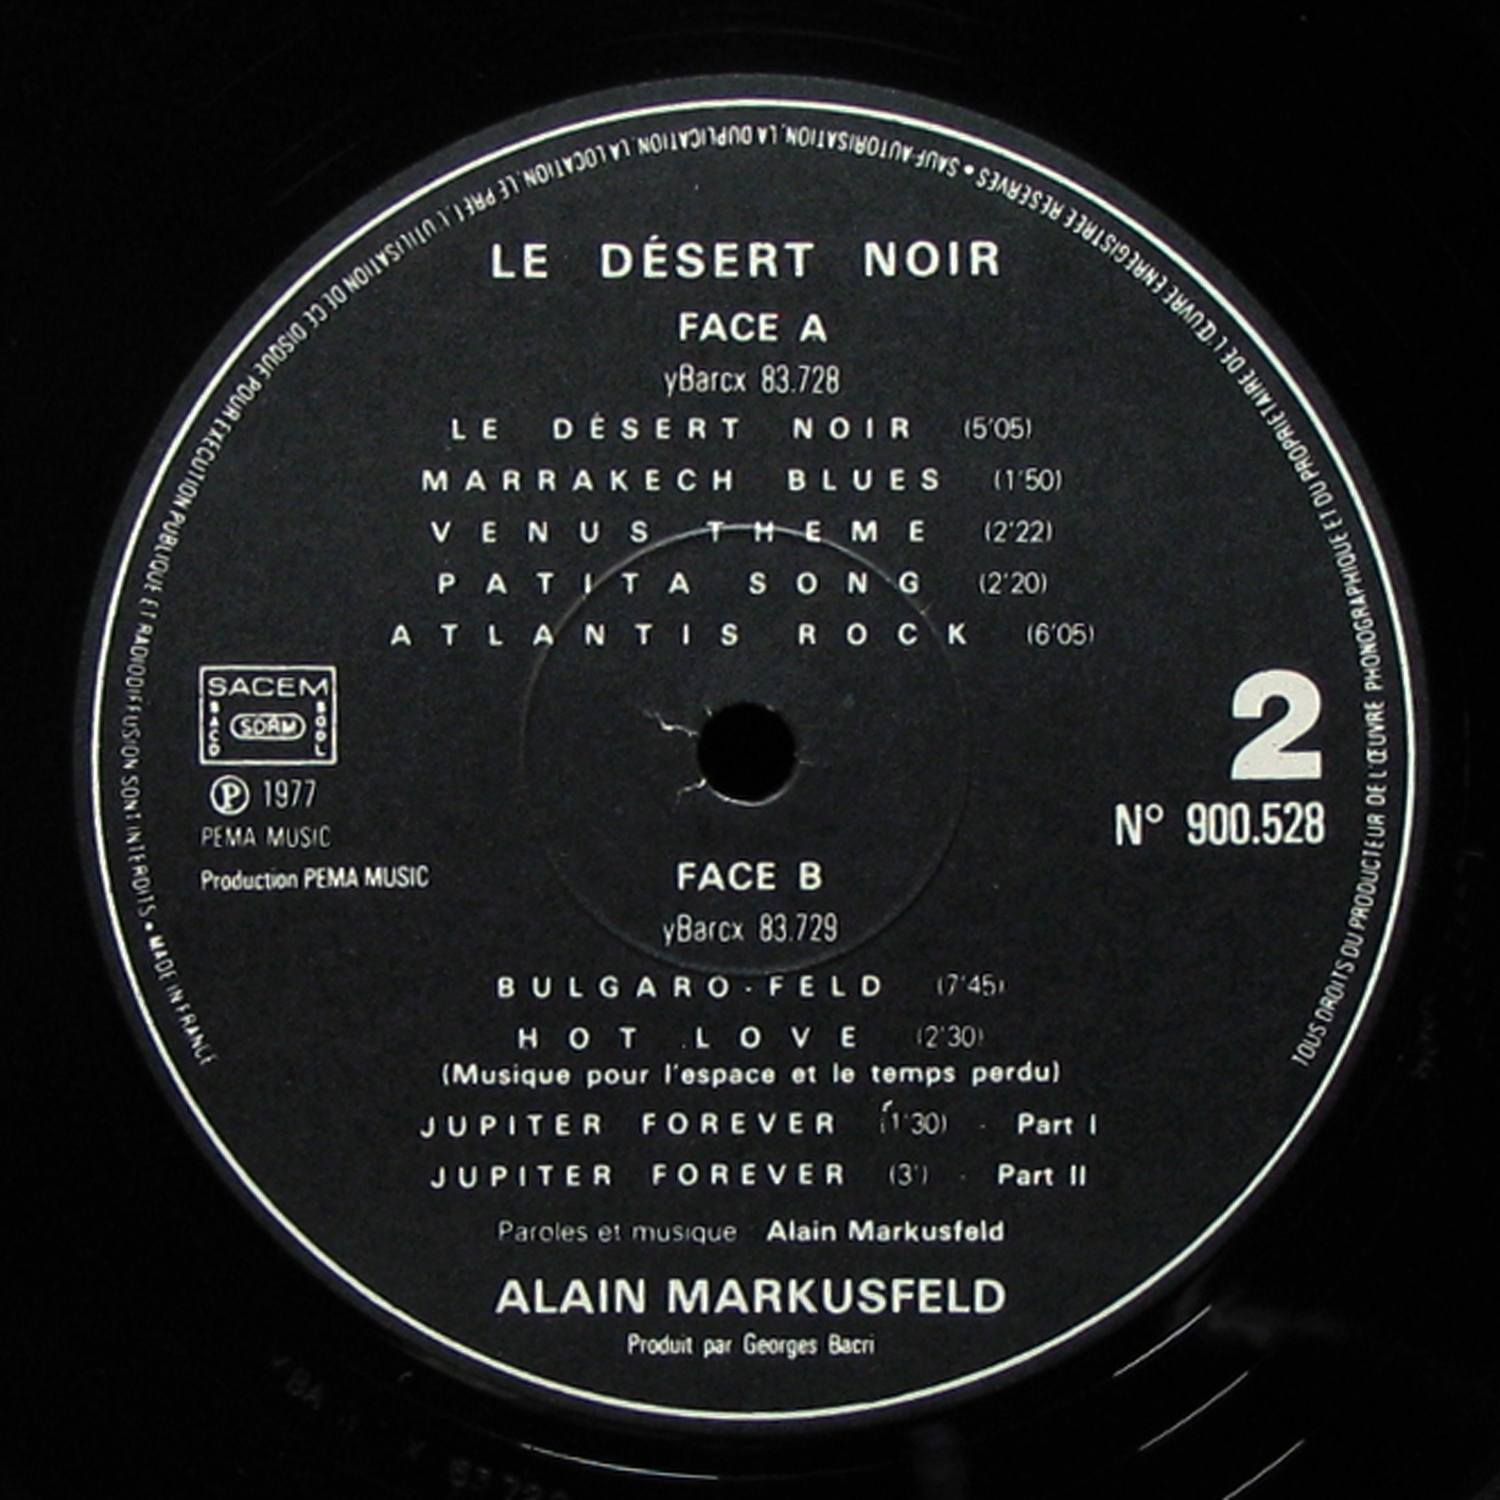 TOUS DROITS DU PRODUCTEUR DE L'ŒUVRE PHONOGRAPHIQUE ET DU PROPRIETAIRE DE L'ŒUVRE ENREGISTREE RESERVES • SAUF AUTORISATION, LA DUPLICATION, LA LOCATION, LE PRET, L'UTILISATION DE CE DISQUE POUR EXECUTION PUBLIQUE ET RADIODIFFUSION SONT INTERDITS • MADE IN FRANCE
LE DÉSERT NOIR
FACE A
yBarcx 83.728
LE DÉSERT NOIR (5'05)
MARRAKECH BLUES (1'50)
VENUS THEME (2'22)
PATITA SONG (2'20)
ATLANTIS ROCK (6'05)
SACEM
SACD SDRM SGDL
Ⓟ 1977
PEMA MUSIC
Production PEMA MUSIC
2
N° 900.528
FACE B
yBarcx 83.729
BULGARO-FELD (7'45)
HOT LOVE (2'30)
(Musique pour l'espace et le temps perdu)
JUPITER FOREVER (1'30) - Part I
JUPITER FOREVER (3') - Part II
Paroles et musique Alain Markusfeld
ALAIN MARKUSFELD
Produit par Georges Bacri